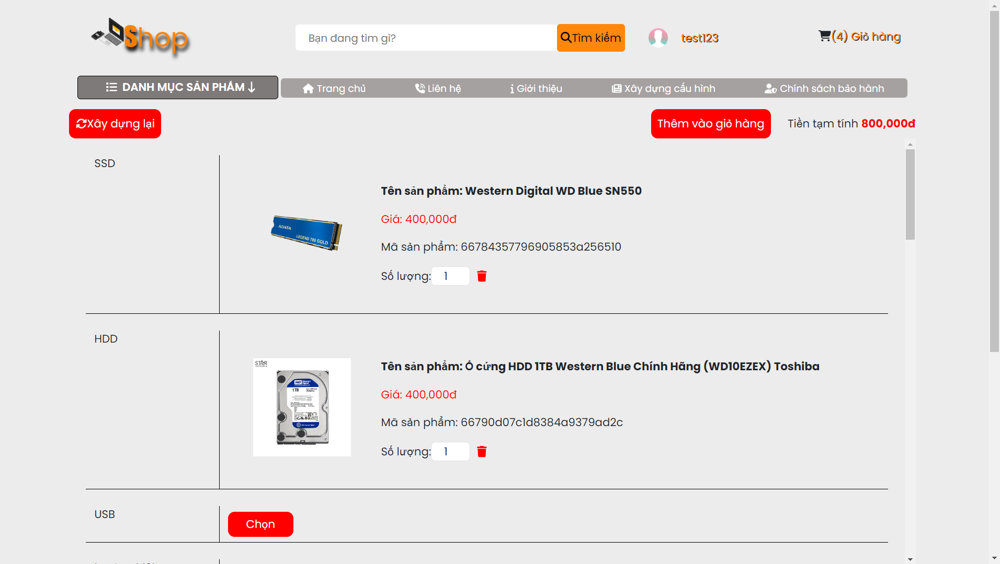 Shop
Bạn đang tìm gì?
Tìm kiếm
test123
(4) Giỏ hàng
DANH MỤC SẢN PHẨM
Trang chủ
Liên hệ
Giới thiệu
Xây dựng cấu hình
Chính sách bảo hành
Xây dựng lại
Thêm vào giỏ hàng
Tiền tạm tính 800,000đ
SSD
ADATA
LEGEND 700 GOLD
Tên sản phẩm: Western Digital WD Blue SN550
Giá: 400,000đ
Mã sản phẩm: 66784357796905853a256510
Số lượng: 1
HDD
STAR
WD
1 TB
Tên sản phẩm: Ổ cứng HDD 1TB Western Blue Chính Hãng (WD10EZEX) Toshiba
Giá: 400,000đ
Mã sản phẩm: 66790d07c1d8384a9379ad2c
Số lượng: 1
USB
Chọn